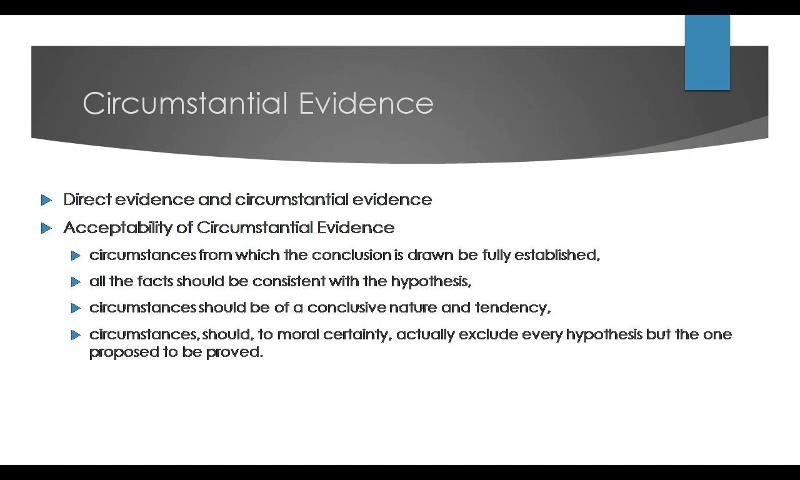 Circumstantial Evidence
Direct evidence and circumstantial evidence
Acceptability of Circumstantial Evidence
circumstances from which the conclusion is drawn be fully established,
all the facts should be consistent with the hypothesis,
circumstances should be of a conclusive nature and tendency,
circumstances, should, to moral certainty, actually exclude every hypothesis but the one
proposed to be proved.